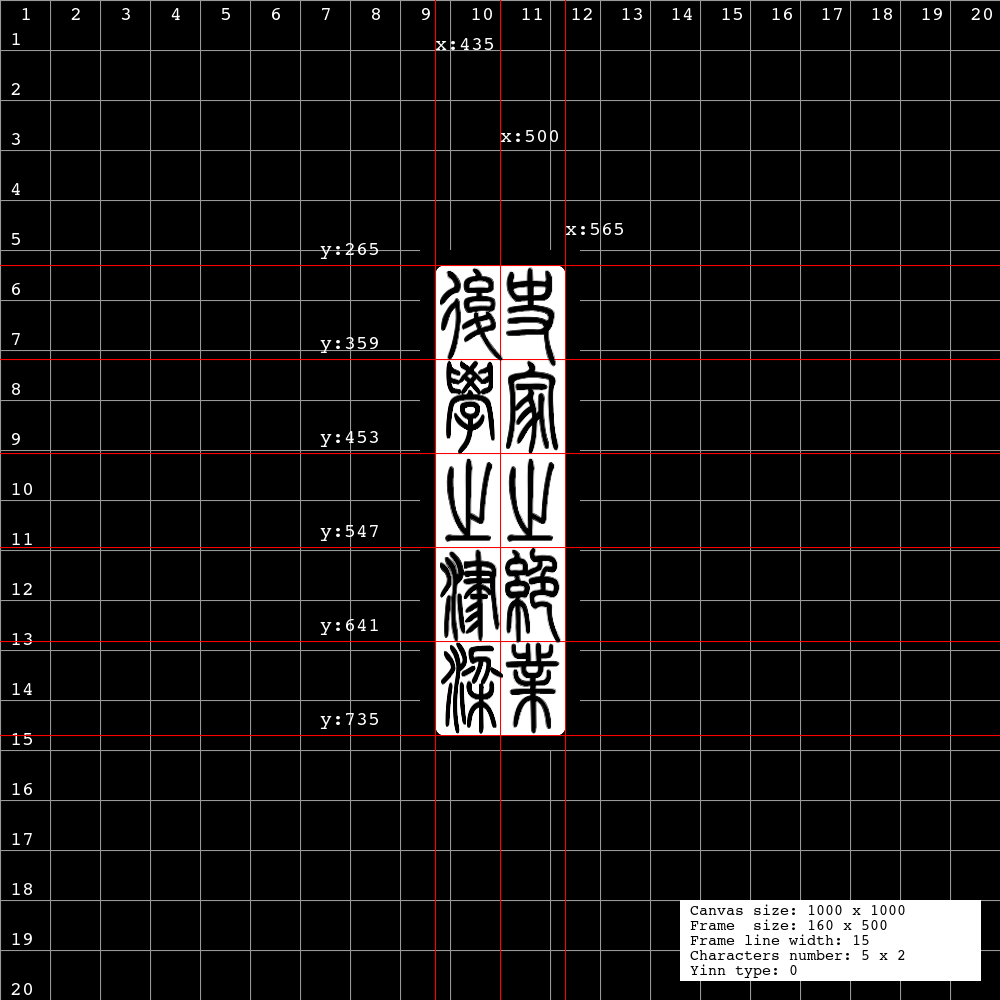 1 2 3 4 5 6 7 8 9 10 11 12 13 14 15 16 17 18 19 20
1
2
3
4
5
6
7
8
9
10
11
12
13
14
15
16
17
18
19
20
x:435
x:500
x:565
y:265
y:359
y:453
y:547
y:641
y:735
史家之絕業
後學之津梁
Canvas size: 1000 x 1000
Frame  size: 160 x 500
Frame line width: 15
Characters number: 5 x 2
Yinn type: 0